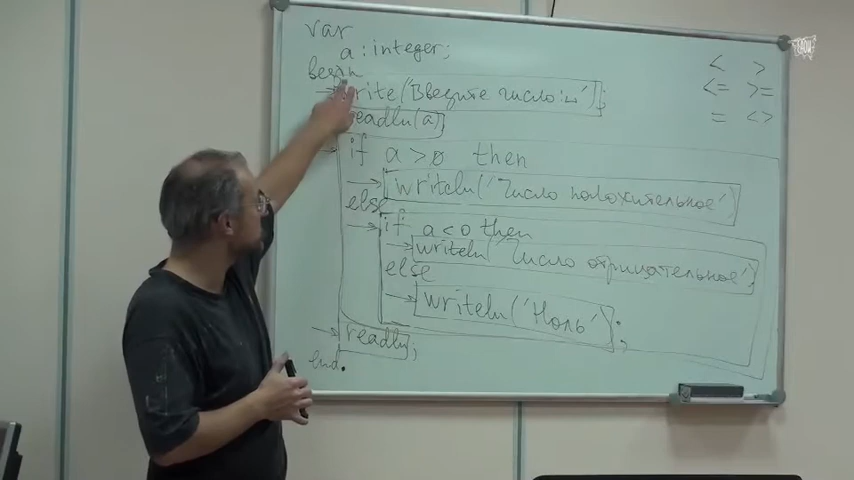 var
a : integer;
begin
write('Введите число:␣');
readln(a);
if a>0 then
writeln('Число положительное')
else
if a<0 then
writeln('Число отрицательное')
else
writeln('Ноль');
readln;
end.
< >
<= >=
= <>